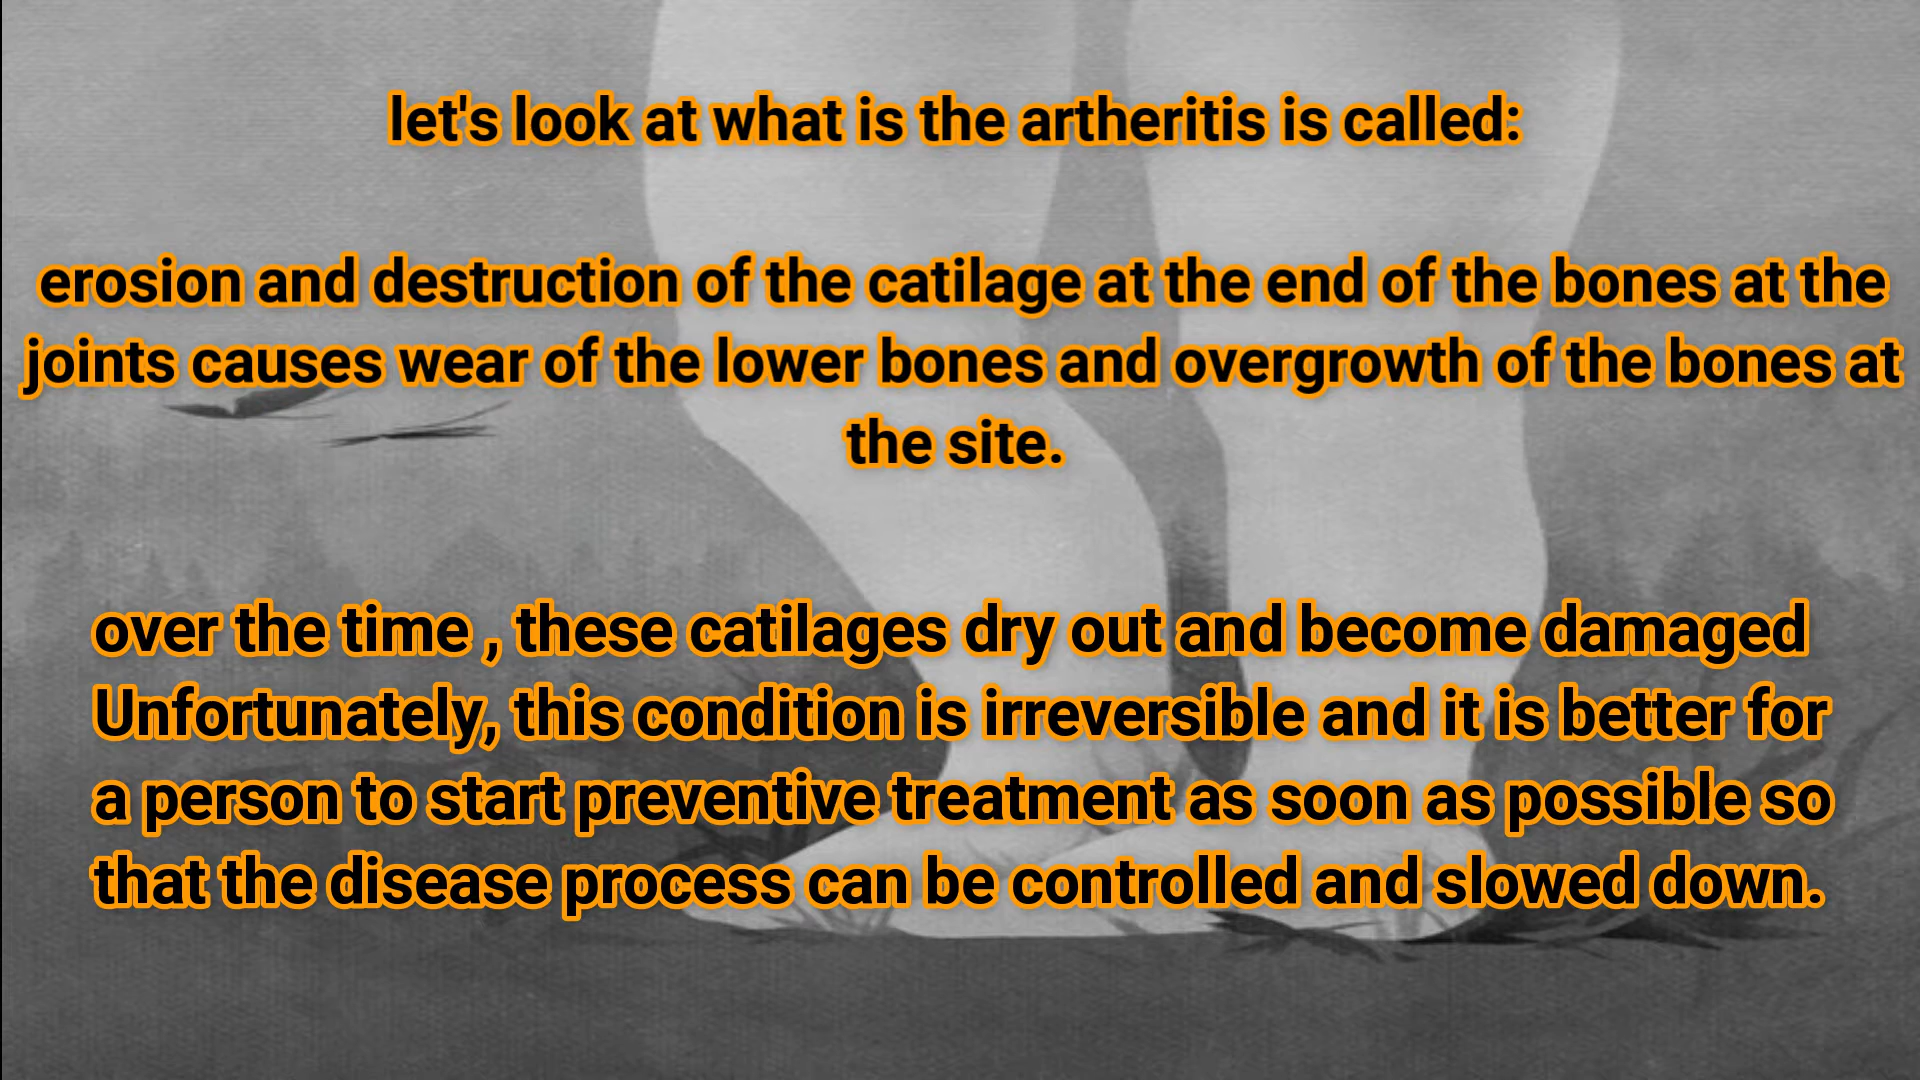 let's look at what is the artheritis is called:
erosion and destruction of the catilage at the end of the bones at the
joints causes wear of the lower bones and overgrowth of the bones at
the site.
over the time , these catilages dry out and become damaged
Unfortunately, this condition is irreversible and it is better for
a person to start preventive treatment as soon as possible so
that the disease process can be controlled and slowed down.